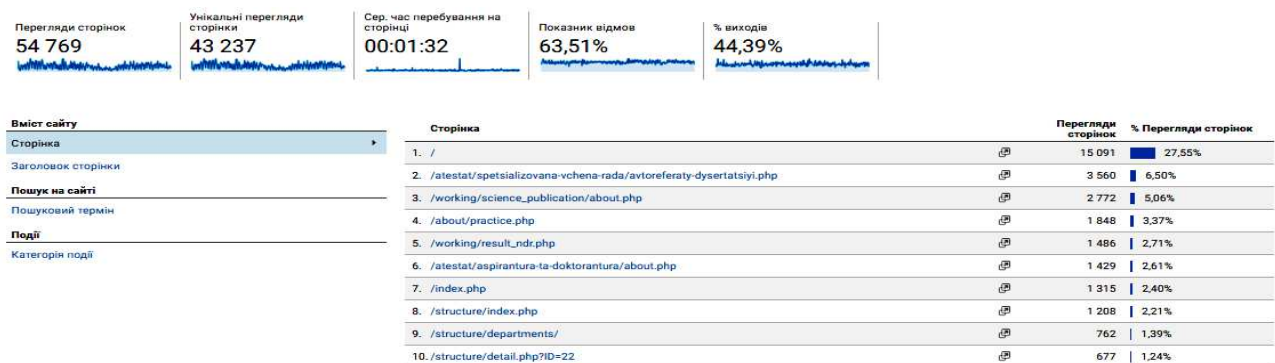 Перегляди сторінок
54 769
Унікальні перегляди
сторінки
43 237
Сер. час перебування на
сторінці
00:01:32
Показник відмов
63,51%
% виходів
44,39%
Вміст сайту
Сторінка
Заголовок сторінки
Пошук на сайті
Пошуковий термін
Події
Категорія події
Сторінка Перегляди сторінок % Перегляди сторінок
1. / 15 091 27,55%
2. /atestat/spetsializovana-vchena-rada/avtoreferaty-dysertatsiyi.php 3 560 6,50%
3. /working/science_publication/about.php 2 772 5,06%
4. /about/practice.php 1 848 3,37%
5. /working/result_ndr.php 1 486 2,71%
6. /atestat/aspirantura-ta-doktorantura/about.php 1 429 2,61%
7. /index.php 1 315 2,40%
8. /structure/index.php 1 208 2,21%
9. /structure/departments/ 762 1,39%
10. /structure/detail.php?ID=22 677 1,24%